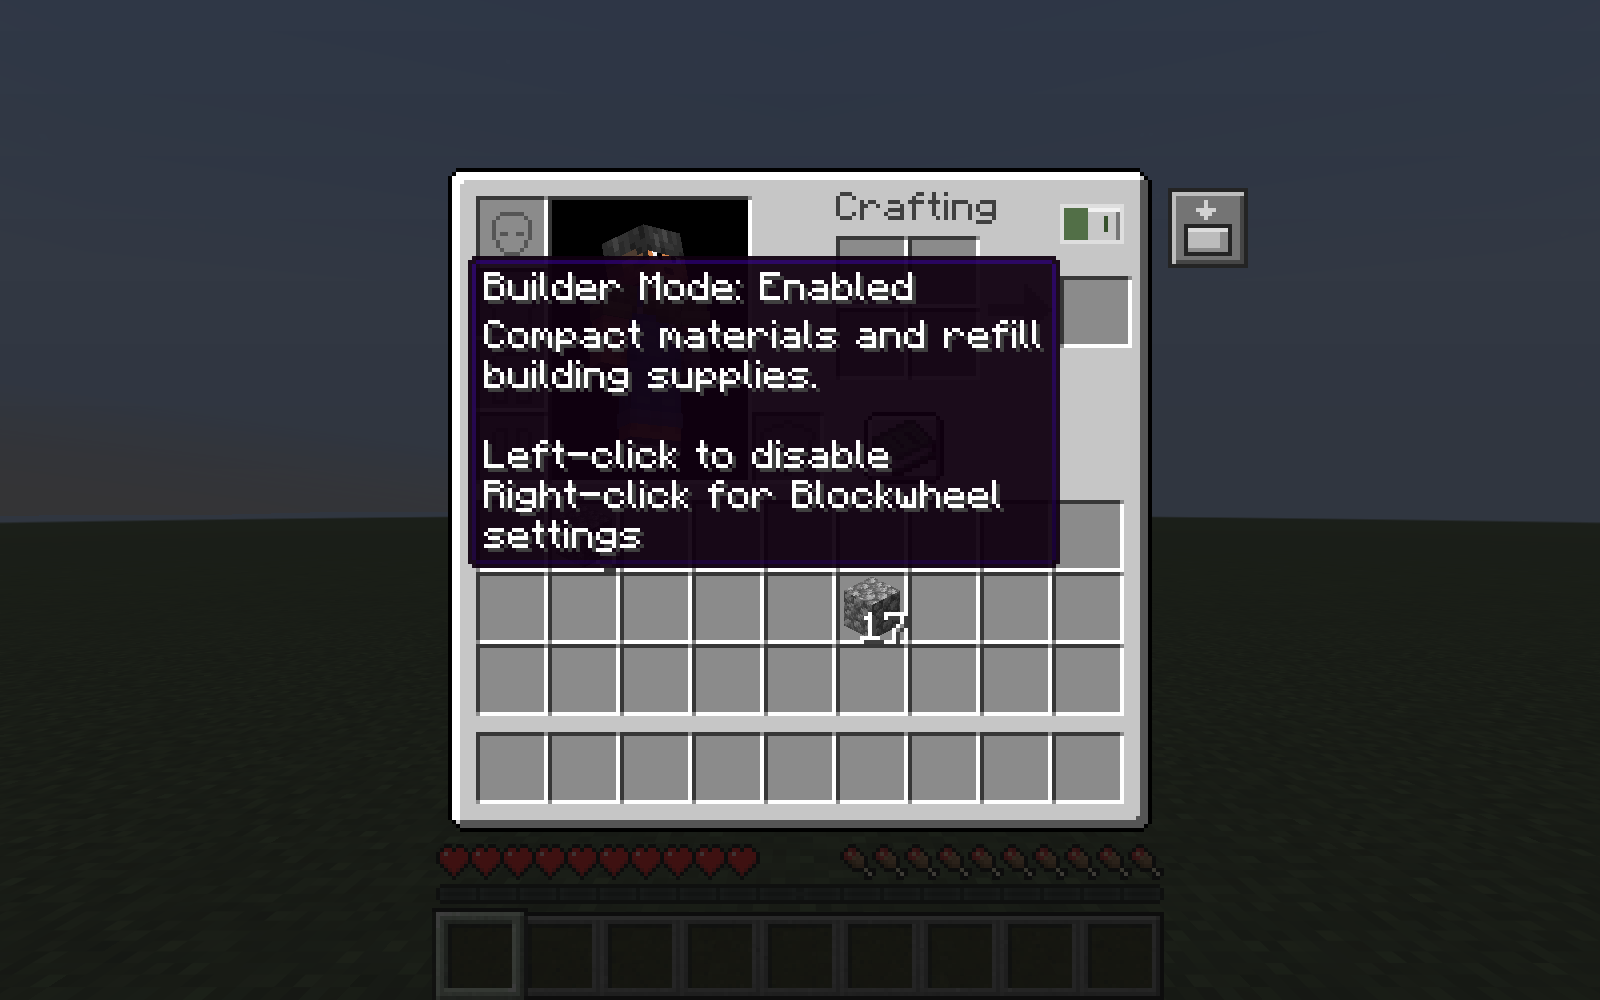 Crafting
Builder Mode: Enabled
Compact materials and refill
building supplies.
Left-click to disable
Right-click for Blockwheel
settings
17